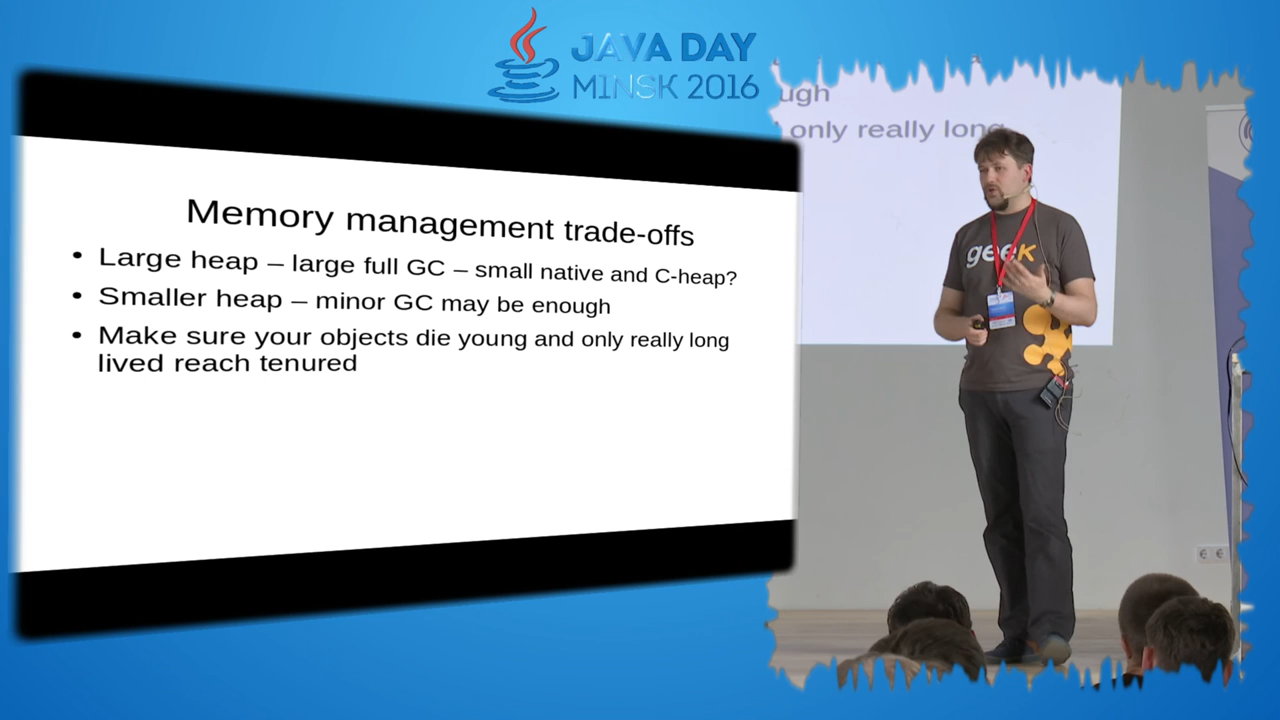 JAVA DAY
MINSK 2016
Memory management trade-offs
• Large heap – large full GC – small native and C-heap?
• Smaller heap – minor GC may be enough
• Make sure your objects die young and only really long
lived reach tenured
ugh
only really long
geek